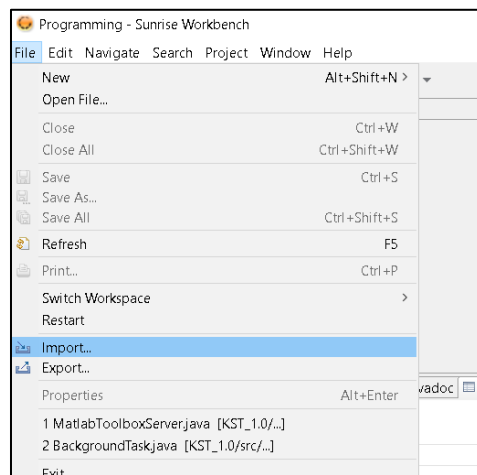 Programming - Sunrise Workbench
File Edit Navigate Search Project Window Help
New Alt+Shift+N >
Open File...
Close Ctrl+W
Close All Ctrl+Shift+W
Save Ctrl+S
Save As...
Save All Ctrl+Shift+S
Refresh F5
Print... Ctrl+P
Switch Workspace >
Restart
Import...
Export...
vadoc
Properties Alt+Enter
1 MatlabToolboxServer.java [KST_1.0/...]
2 BackgroundTask.java [KST_1.0/src/...]
Exit